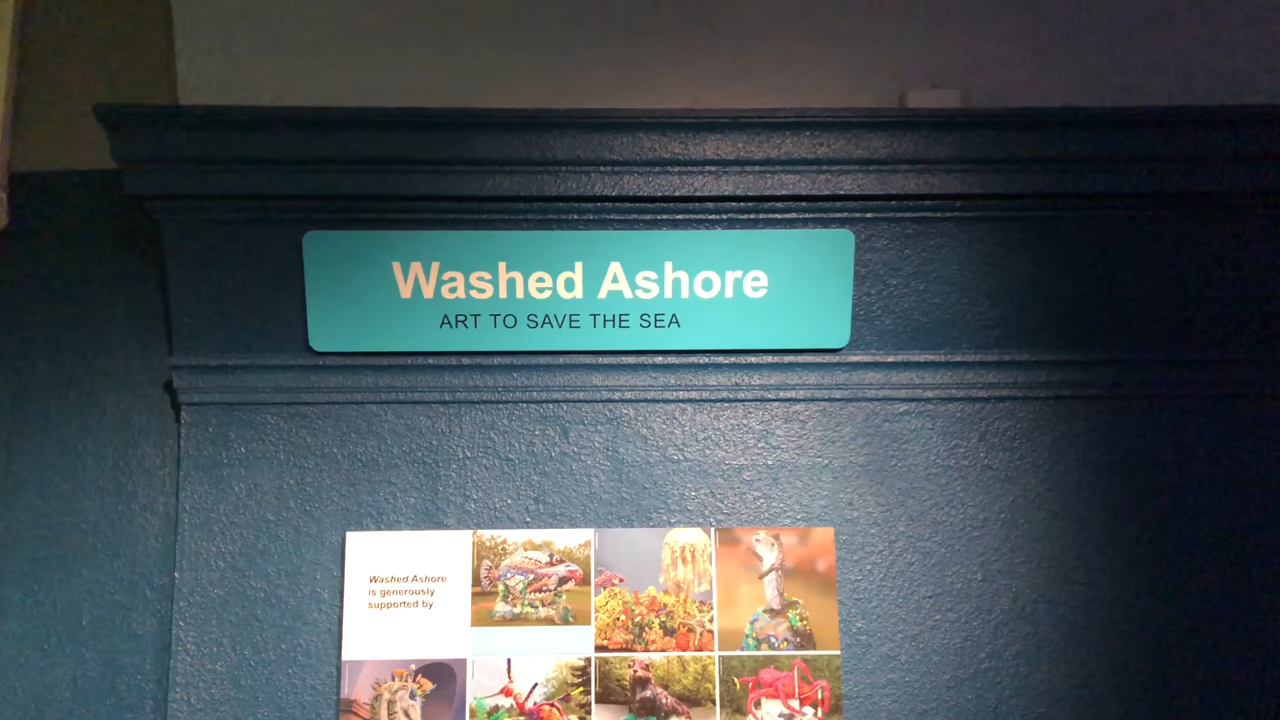 Washed Ashore
ART TO SAVE THE SEA
Washed Ashore
is generously
supported by: